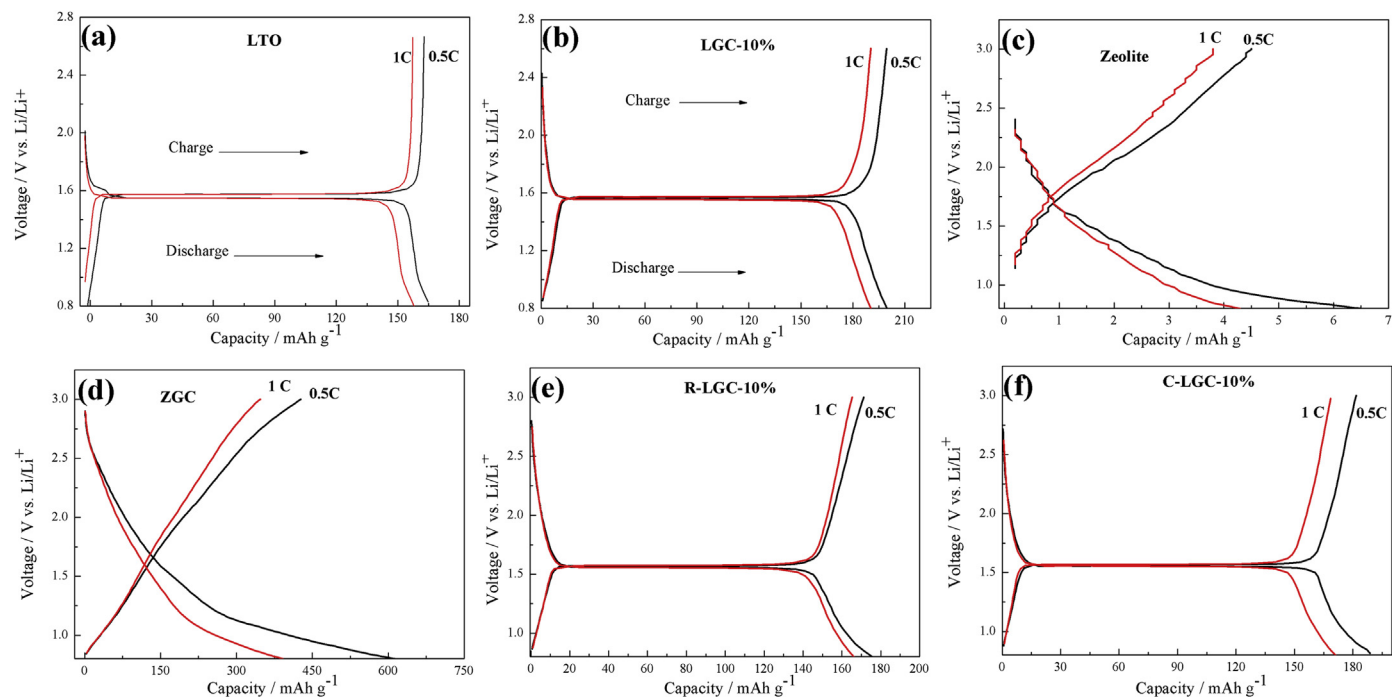 (a)
LTO
1C
0.5C
Charge
Discharge
Voltage / V vs. Li/Li+
2.8
2.4
2.0
1.6
1.2
0.8
0 30 60 90 120 150 180
Capacity / mAh g⁻¹
(b)
LGC-10%
1C
0.5C
Charge
Discharge
Voltage / V vs. Li/Li⁺
2.8
2.4
2.0
1.6
1.2
0.8
0 30 60 90 120 150 180 210
Capacity / mAh g⁻¹
(c)
Zeolite
1 C
0.5C
Voltage / V vs. Li/Li⁺
3.0
2.5
2.0
1.5
1.0
0 1 2 3 4 5 6 7
Capacity / mAh g⁻¹
(d)
ZGC
1 C
0.5C
Voltage / V vs. Li/Li⁺
3.0
2.5
2.0
1.5
1.0
0 150 300 450 600 750
Capacity / mAh g⁻¹
(e)
R-LGC-10%
1 C
0.5C
Voltage / V vs. Li/Li⁺
3.0
2.5
2.0
1.5
1.0
0 20 40 60 80 100 120 140 160 180 200
Capacity / mAh g⁻¹
(f)
C-LGC-10%
1 C
0.5C
Voltage / V vs. Li/Li⁺
3.0
2.5
2.0
1.5
1.0
0 30 60 90 120 150 180
Capacity / mAh g⁻¹